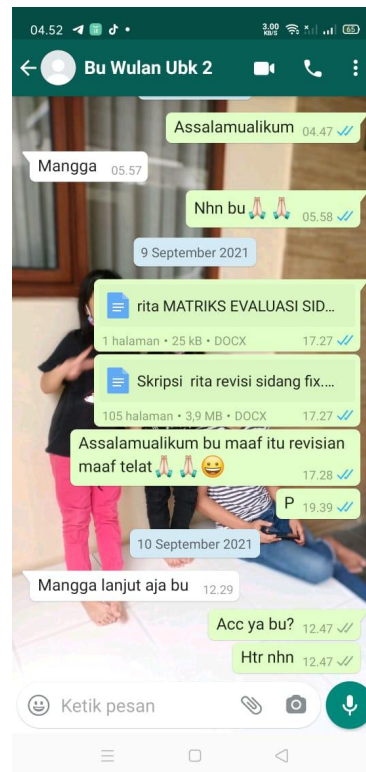 04.52
3.00 KB/S
65
Bu Wulan Ubk 2
Assalamualikum 04.47
Mangga 05.57
Nhn bu 🙏 🙏 05.58
9 September 2021
rita MATRIKS EVALUASI SID...
1 halaman • 25 kB • DOCX 17.27
Skripsi rita revisi sidang fix....
105 halaman • 3,9 MB • DOCX 17.27
Assalamualikum bu maaf itu revisian
maaf telat 🙏 🙏 😀 17.28
P 19.39
10 September 2021
Mangga lanjut aja bu 12.29
Acc ya bu? 12.47
Htr nhn 12.47
Ketik pesan